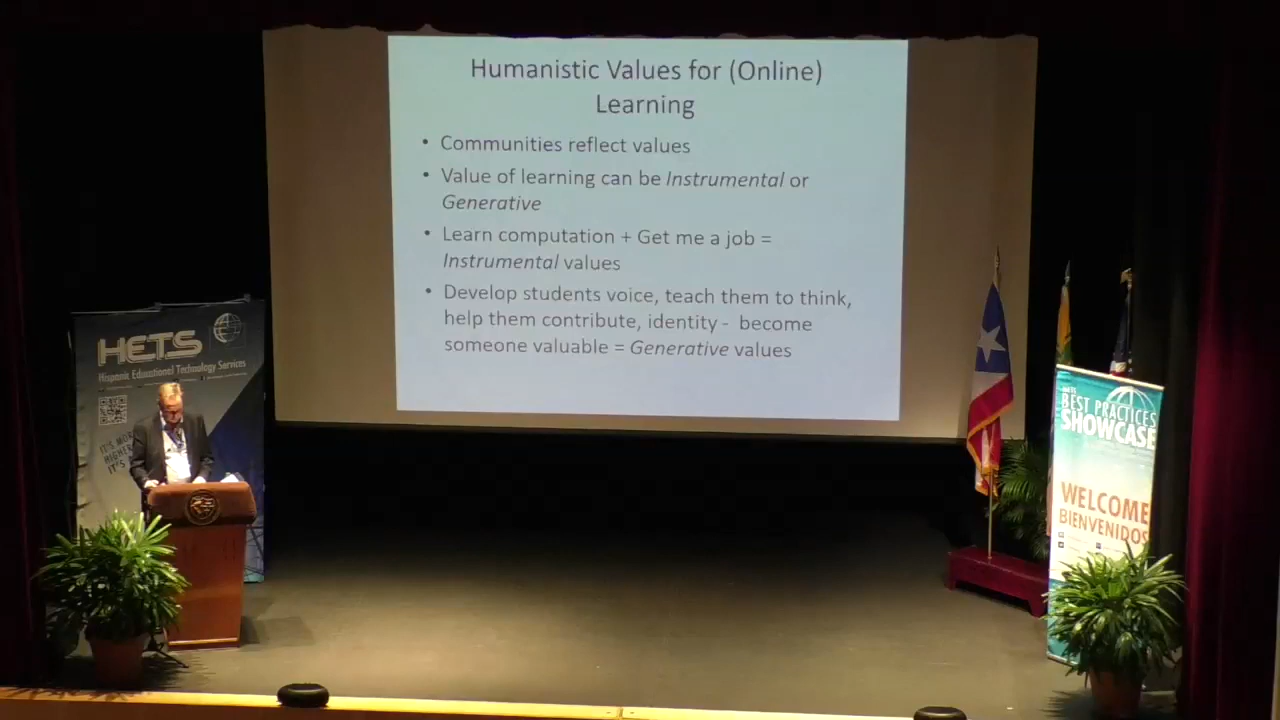 Humanistic Values for (Online)
Learning
• Communities reflect values
• Value of learning can be Instrumental or
Generative
• Learn computation + Get me a job =
Instrumental values
• Develop students voice, teach them to think,
help them contribute, identity - become
someone valuable = Generative values
HETS
Hispanic Educational Technology Services
IT'S
HETS
BEST PRACTICES
SHOWCASE
WELCOME
BIENVENIDOS